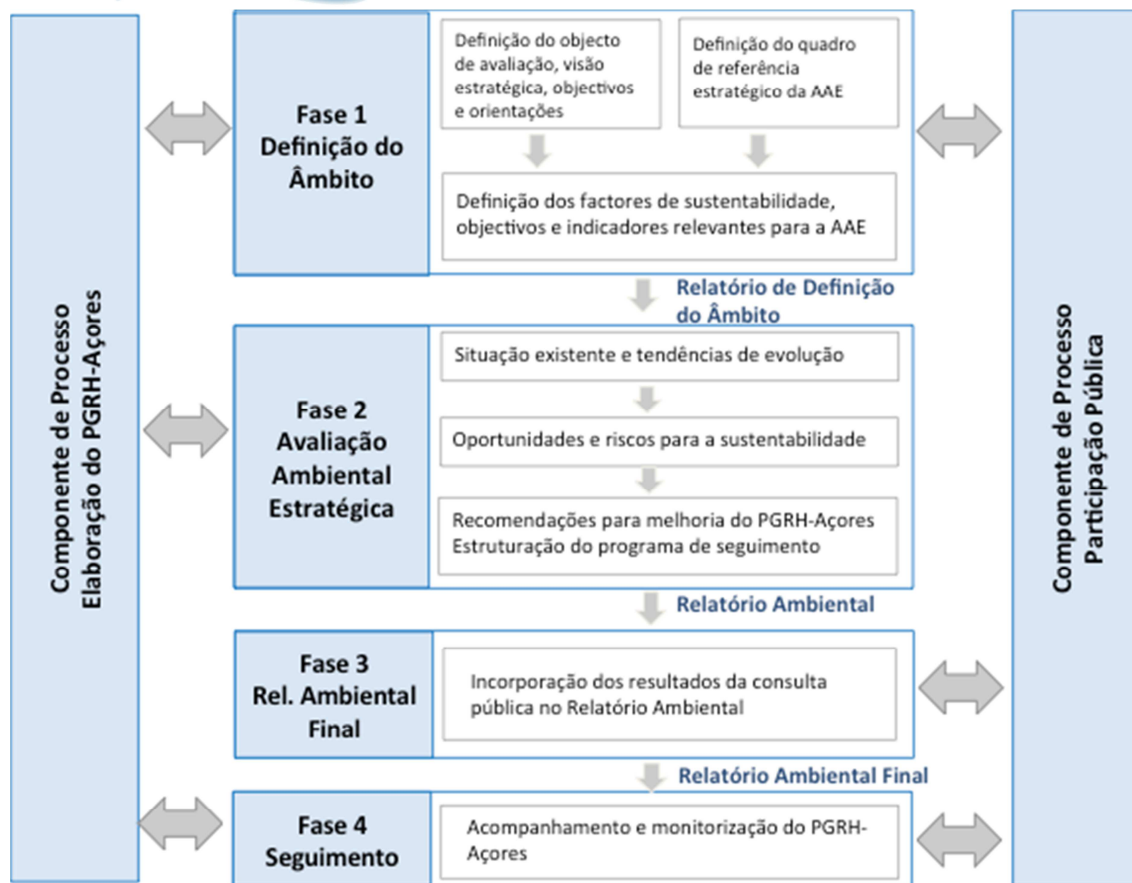 Componente de Processo
Elaboração do PGRH-Açores
Fase 1
Definição do
Âmbito
Definição do objecto
de avaliação, visão
estratégica, objectivos
e orientações
Definição do quadro
de referência
estratégico da AAE
Definição dos factores de sustentabilidade,
objectivos e indicadores relevantes para a AAE
Relatório de Definição
do Âmbito
Fase 2
Avaliação
Ambiental
Estratégica
Situação existente e tendências de evolução
Oportunidades e riscos para a sustentabilidade
Recomendações para melhoria do PGRH-Açores
Estruturação do programa de seguimento
Relatório Ambiental
Fase 3
Rel. Ambiental
Final
Incorporação dos resultados da consulta
pública no Relatório Ambiental
Relatório Ambiental Final
Fase 4
Seguimento
Acompanhamento e monitorização do PGRH-
Açores
Componente de Processo
Participação Pública